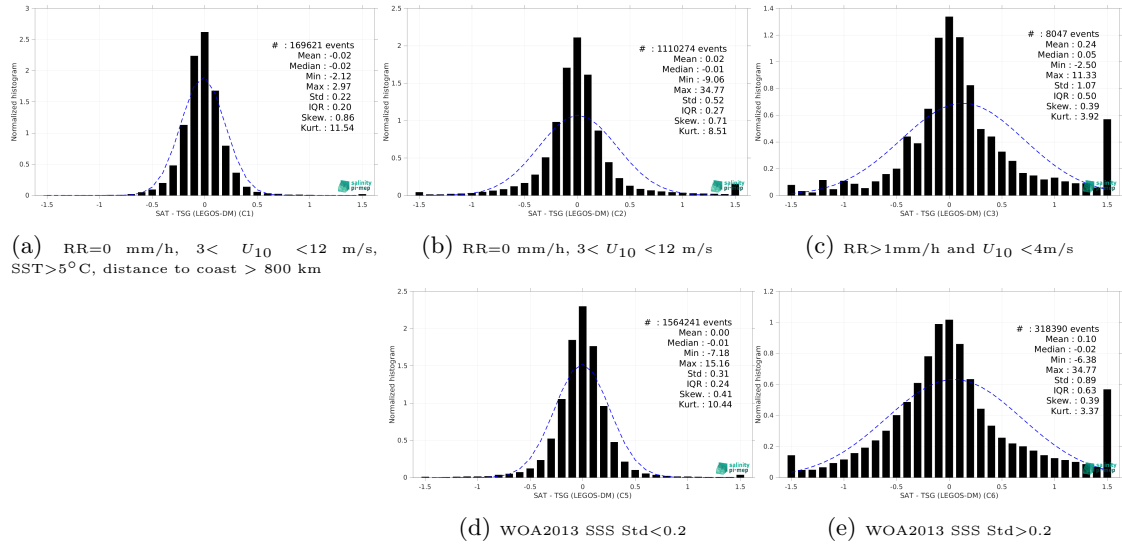 3
2.5
2
1.5
1
0.5
0
Normalized histogram
# : 169621 events
Mean : -0.02
Median : -0.02
Min : -2.12
Max : 2.97
Std : 0.22
IQR : 0.20
Skew. : 0.86
Kurt. : 11.54
salinity
pi-mep
-1.5 -1 -0.5 0 0.5 1 1.5
SAT - TSG (LEGOS-DM) (C1)
(a) RR=0 mm/h, 3< U10 <12 m/s,
SST>5°C, distance to coast > 800 km
2.5
2
1.5
1
0.5
0
Normalized histogram
# : 1110274 events
Mean : 0.02
Median : -0.01
Min : -9.06
Max : 34.77
Std : 0.52
IQR : 0.27
Skew. : 0.71
Kurt. : 8.51
salinity
pi-mep
-1.5 -1 -0.5 0 0.5 1 1.5
SAT - TSG (LEGOS-DM) (C2)
(b) RR=0 mm/h, 3< U10 <12 m/s
1.4
1.2
1
0.8
0.6
0.4
0.2
0
Normalized histogram
# : 8047 events
Mean : 0.24
Median : 0.05
Min : -2.50
Max : 11.33
Std : 1.07
IQR : 0.50
Skew. : 0.39
Kurt. : 3.92
salinity
pi-mep
-1.5 -1 -0.5 0 0.5 1 1.5
SAT - TSG (LEGOS-DM) (C3)
(c) RR>1mm/h and U10 <4m/s
2.5
2
1.5
1
0.5
0
Normalized histogram
# : 1564241 events
Mean : 0.00
Median : -0.01
Min : -7.18
Max : 15.16
Std : 0.31
IQR : 0.24
Skew. : 0.41
Kurt. : 10.44
salinity
pi-mep
-1.5 -1 -0.5 0 0.5 1 1.5
SAT - TSG (LEGOS-DM) (C5)
(d) WOA2013 SSS Std<0.2
1.2
1
0.8
0.6
0.4
0.2
0
Normalized histogram
# : 318390 events
Mean : 0.10
Median : -0.02
Min : -6.38
Max : 34.77
Std : 0.89
IQR : 0.63
Skew. : 0.39
Kurt. : 3.37
salinity
pi-mep
-1.5 -1 -0.5 0 0.5 1 1.5
SAT - TSG (LEGOS-DM) (C6)
(e) WOA2013 SSS Std>0.2